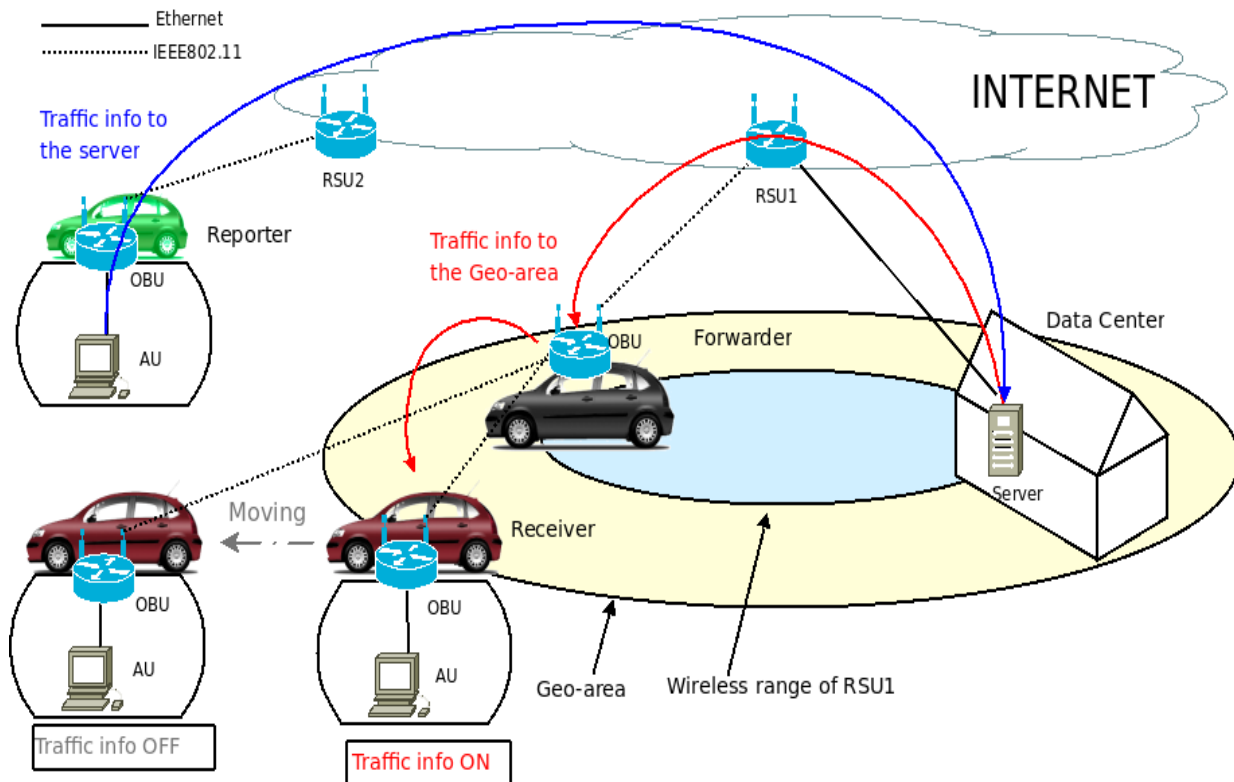 Ethernet
IEEE802.11
INTERNET
Traffic info to
the server
RSU2
RSU1
Reporter
Traffic info to
the Geo-area
OBU
Data Center
OBU
Forwarder
AU
Server
Moving
Receiver
OBU
OBU
AU
AU
Geo-area
Wireless range of RSU1
Traffic info OFF
Traffic info ON